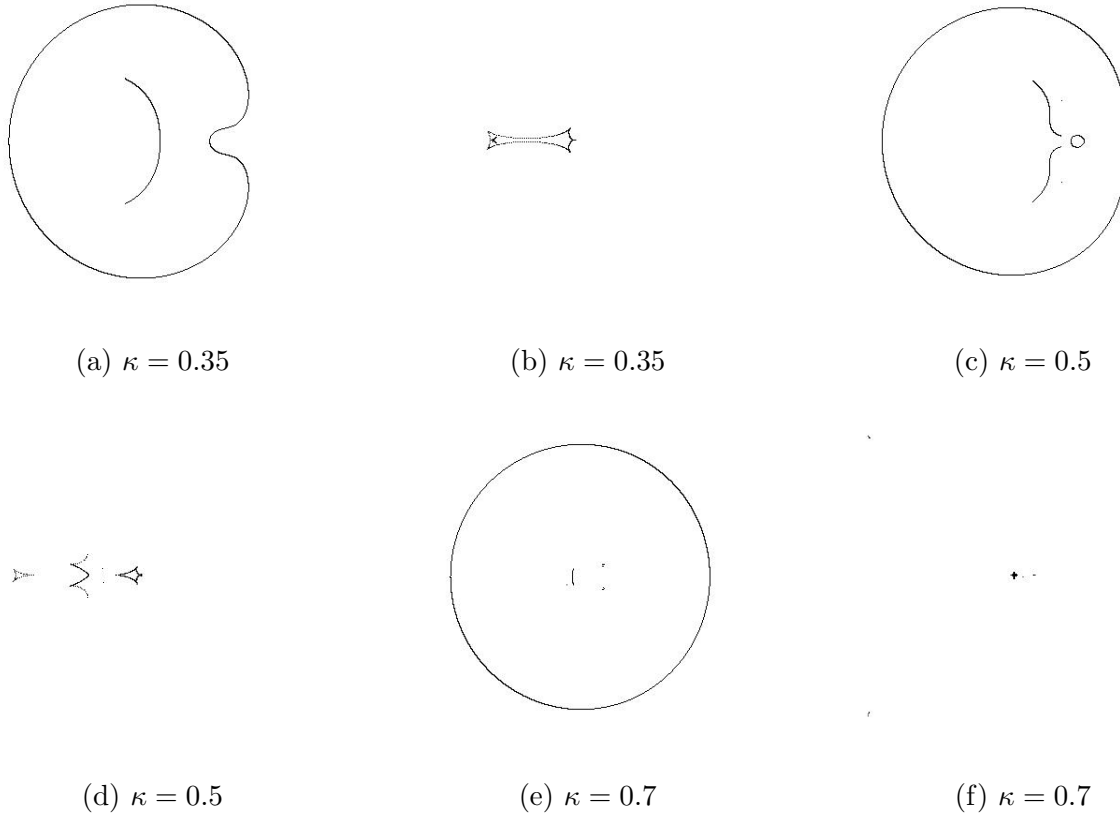 (a) κ = 0.35
(b) κ = 0.35
(c) κ = 0.5
(d) κ = 0.5
(e) κ = 0.7
(f) κ = 0.7